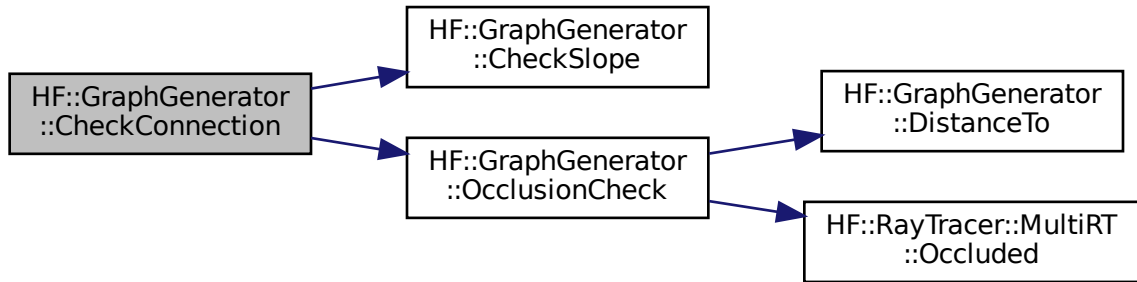 HF::GraphGenerator
::CheckConnection
HF::GraphGenerator
::CheckSlope
HF::GraphGenerator
::OcclusionCheck
HF::GraphGenerator
::DistanceTo
HF::RayTracer::MultiRT
::Occluded